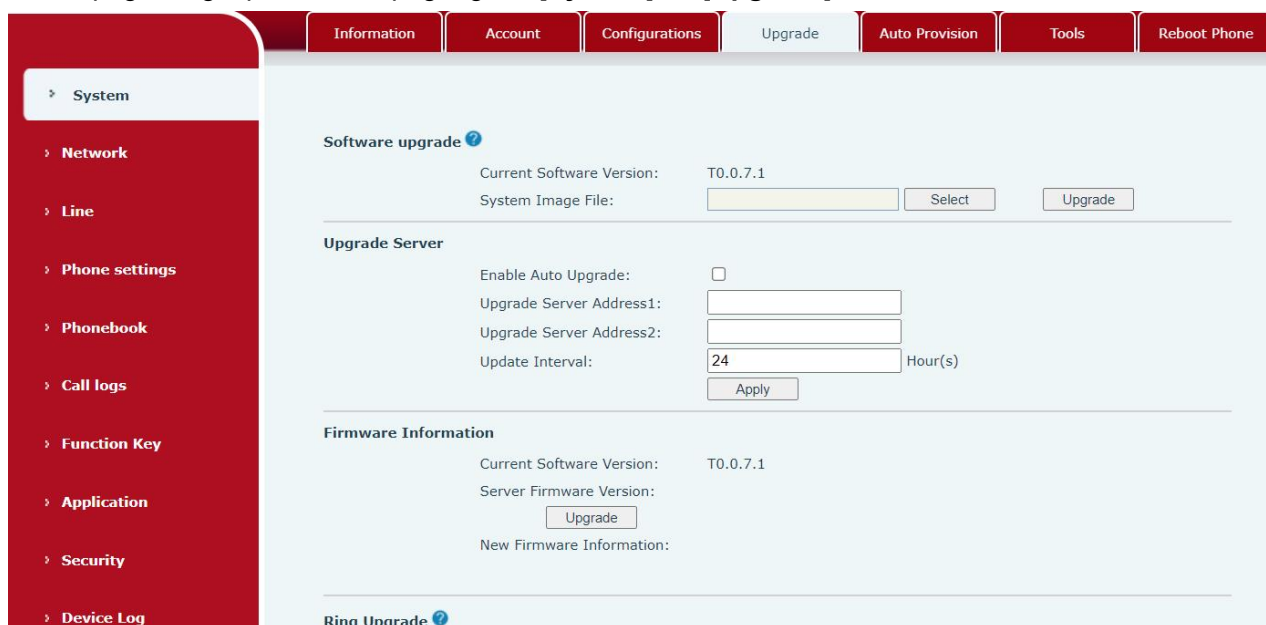 Information Account Configurations Upgrade Auto Provision Tools Reboot Phone
System
Network
Line
Phone settings
Phonebook
Call logs
Function Key
Application
Security
Device Log
Software upgrade ?
Current Software Version: T0.0.7.1
System Image File: Select Upgrade
Upgrade Server
Enable Auto Upgrade:
Upgrade Server Address1:
Upgrade Server Address2:
Update Interval: 24 Hour(s)
Apply
Firmware Information
Current Software Version: T0.0.7.1
Server Firmware Version:
Upgrade
New Firmware Information:
Ring Upgrade ?